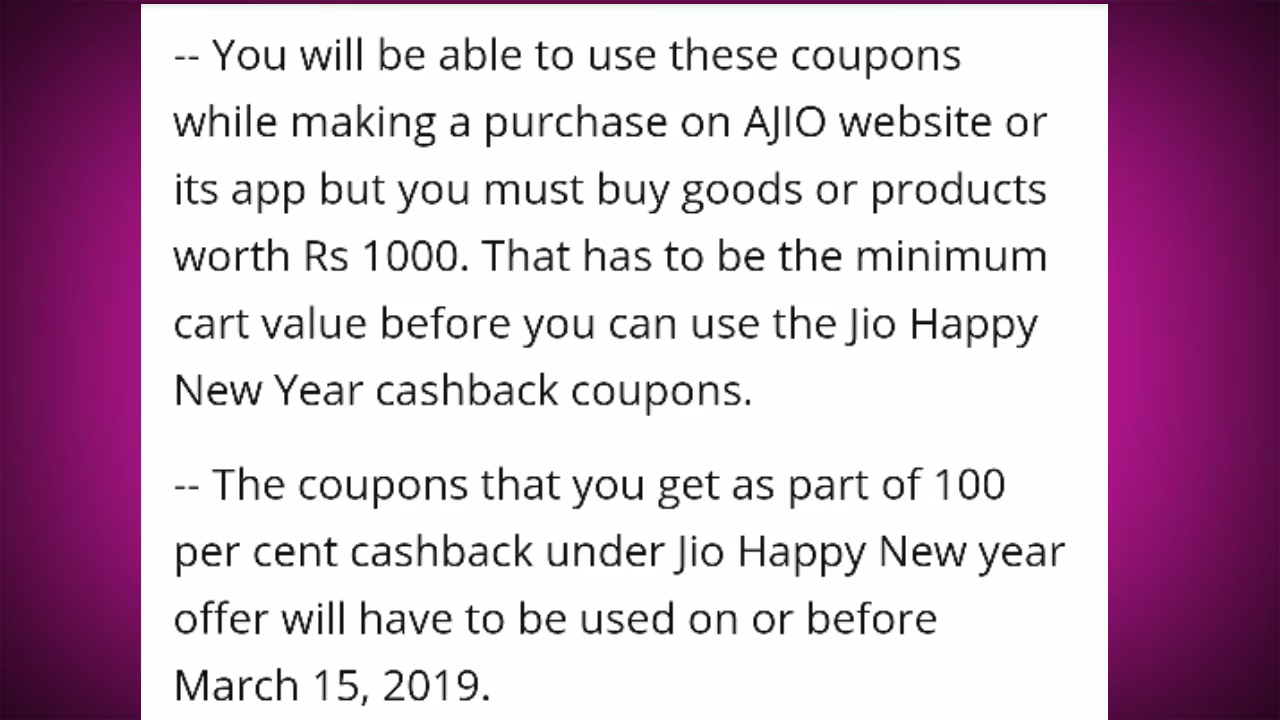 -- You will be able to use these coupons
while making a purchase on AJIO website or
its app but you must buy goods or products
worth Rs 1000. That has to be the minimum
cart value before you can use the Jio Happy
New Year cashback coupons.
-- The coupons that you get as part of 100
per cent cashback under Jio Happy New year
offer will have to be used on or before
March 15, 2019.